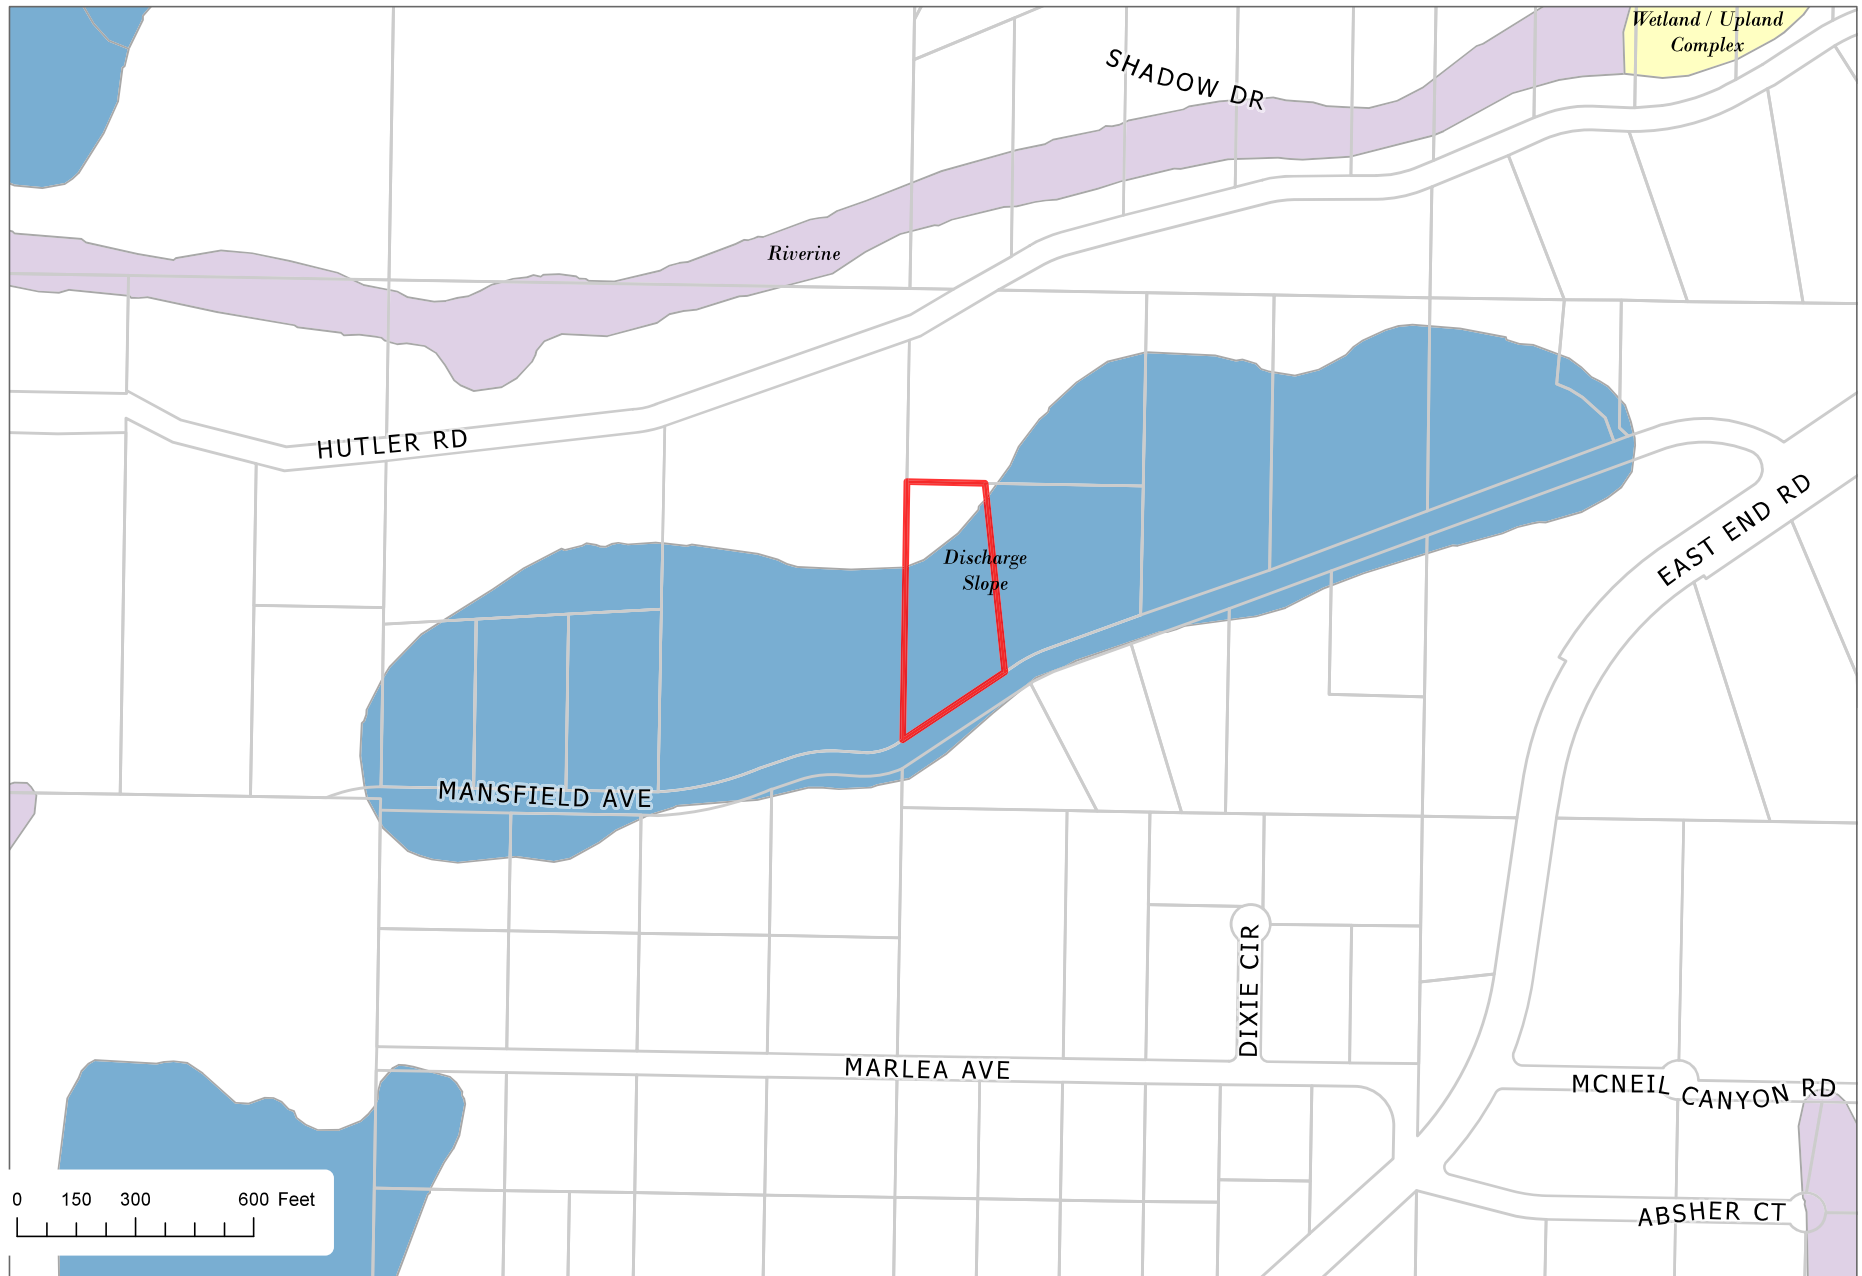 Wetland / Upland
Complex
SHADOW DR
Riverine
HUTLER RD
EAST END RD
Discharge
Slope
MANSFIELD AVE
DIXIE CIR
MARLEA AVE
MCNEIL CANYON RD
0 150 300 600 Feet
ABSHER CT